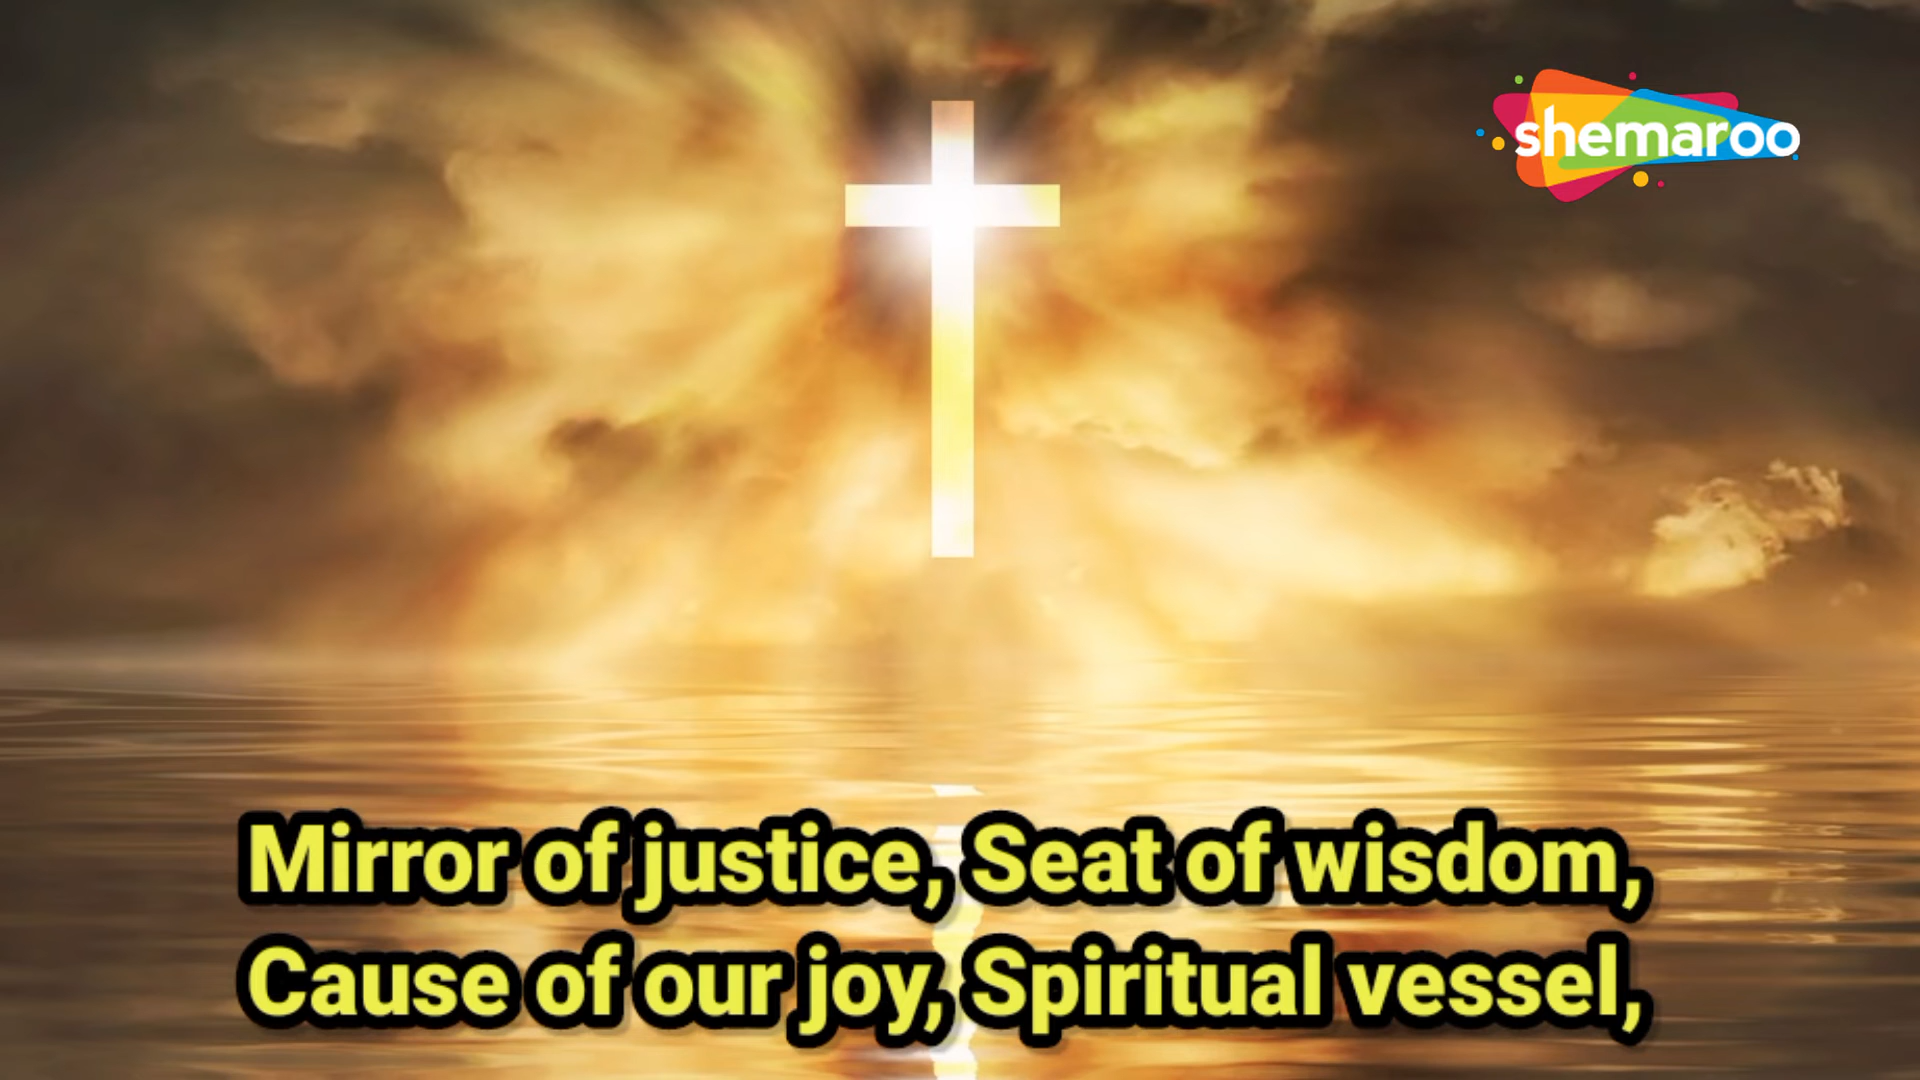 shemaroo
Mirror of justice, Seat of wisdom,
Cause of our joy, Spiritual vessel,